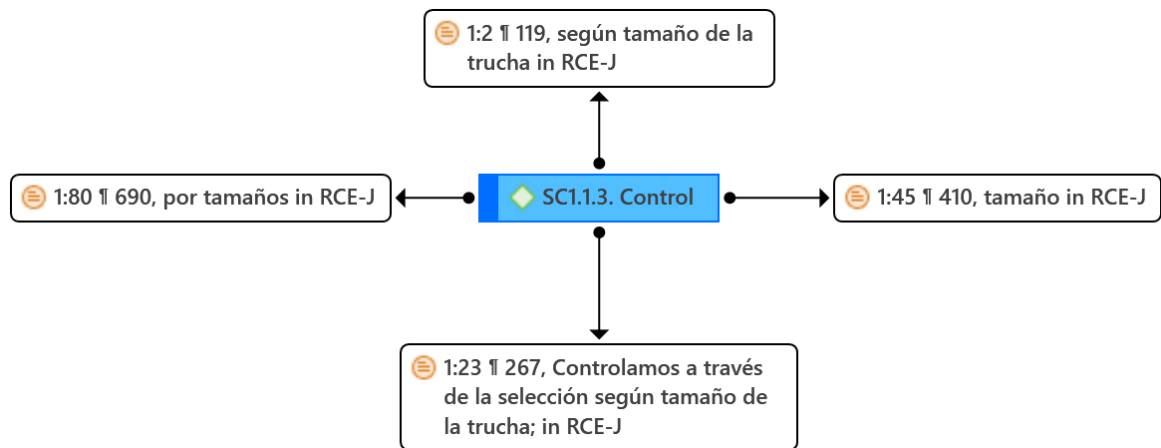 1:2 ¶ 119, según tamaño de la
trucha in RCE-J
1:80 ¶ 690, por tamaños in RCE-J
SC1.1.3. Control
1:45 ¶ 410, tamaño in RCE-J
1:23 ¶ 267, Controlamos a través
de la selección según tamaño de
la trucha; in RCE-J